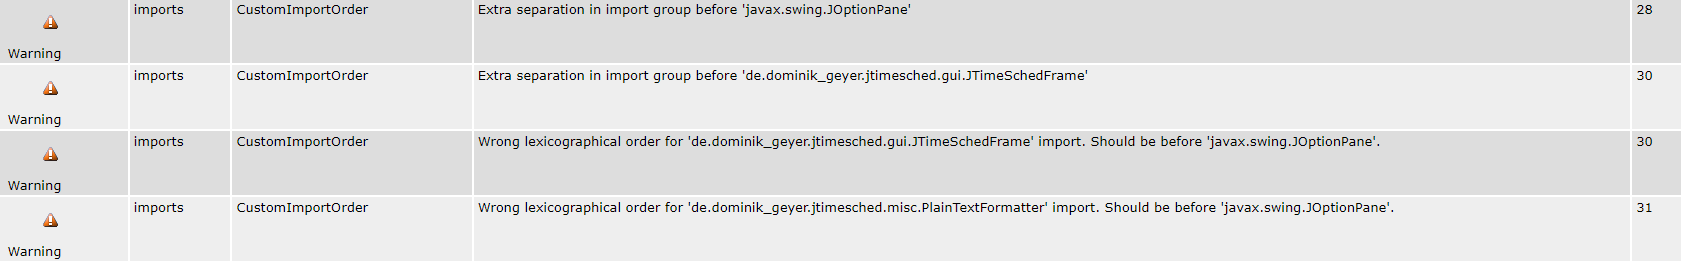 imports CustomImportOrder Extra separation in import group before 'javax.swing.JOptionPane' 28
Warning
imports CustomImportOrder Extra separation in import group before 'de.dominik_geyer.jtimesched.gui.JTimeSchedFrame' 30
Warning
imports CustomImportOrder Wrong lexicographical order for 'de.dominik_geyer.jtimesched.gui.JTimeSchedFrame' import. Should be before 'javax.swing.JOptionPane'. 30
Warning
imports CustomImportOrder Wrong lexicographical order for 'de.dominik_geyer.jtimesched.misc.PlainTextFormatter' import. Should be before 'javax.swing.JOptionPane'. 31
Warning